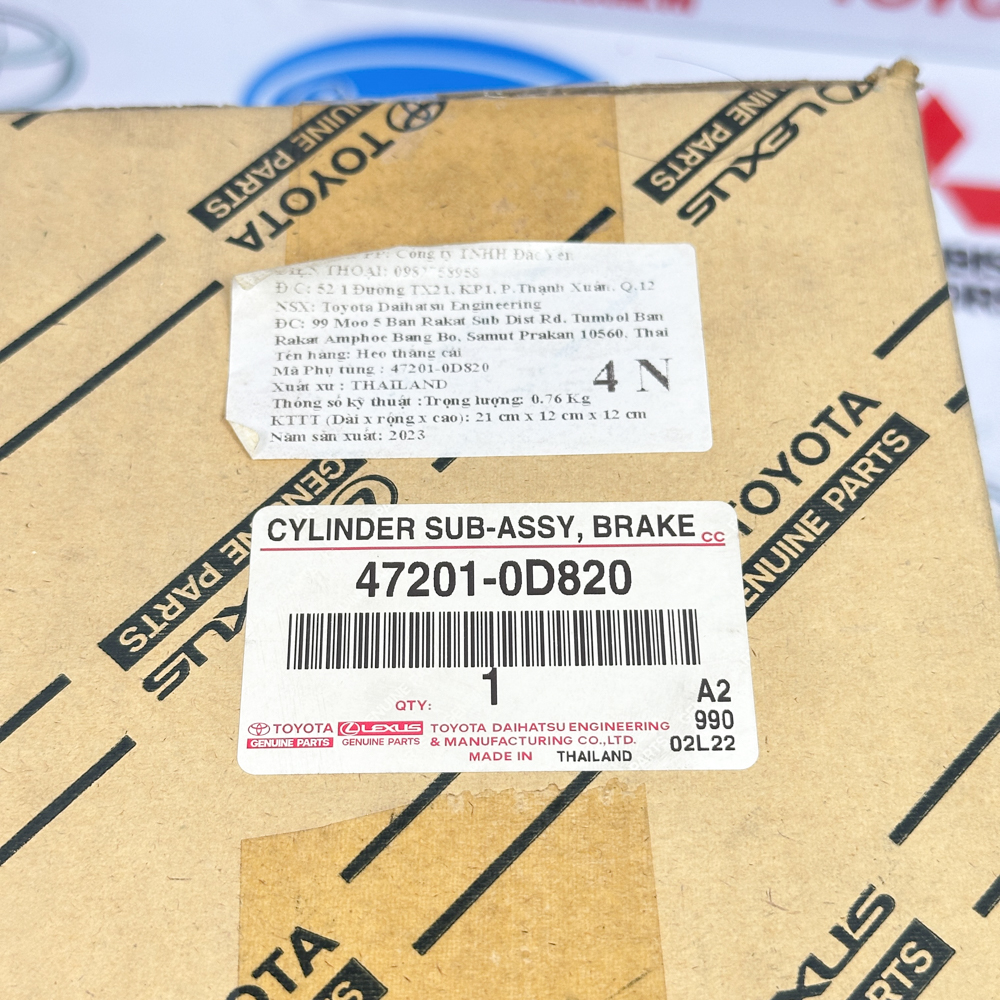 TOYOTA
GENUINE PARTS
LEXUS
PARTS
Công ty TNHH Đắc Yến
THOẠI:
Đ C: 52 1 Đường TX21, KP1, P.Thạnh Xuân, Q.12
NSX: Toyota Daihatsu Engineering
ĐC: 99 Moo 5 Ban Rakat Sub Dist Rd, Tumbol Ban
Rakat Amphoe Bang Bo, Samut Prakan 10560, Thai
Tên hàng: Heo thắng cái
Mã Phụ tùng : 47201-0D820
Xuất xứ : THAILAND
4 N
Thông số kỹ thuật :Trọng lượng: 0.76 Kg
KTTT (Dài x rộng x cao): 21 cm x 12 cm x 12 cm
Năm sản xuất: 2023
TOYOTA
GENUINE PARTS
GENUINE PARTS
LEXUS
CYLINDER SUB-ASSY, BRAKE CC
47201-0D820
1
QTY:
A2
990
02L22
TOYOTA
GENUINE PARTS
LEXUS
GENUINE PARTS
TOYOTA DAIHATSU ENGINEERING
& MANUFACTURING CO.,LTD.
MADE IN THAILAND